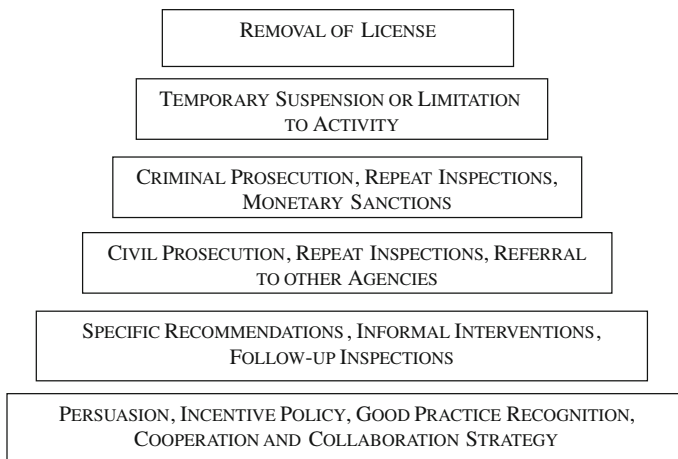 REMOVAL OF LICENSE
TEMPORARY SUSPENSION OR LIMITATION
TO ACTIVITY
CRIMINAL PROSECUTION, REPEAT INSPECTIONS,
MONETARY SANCTIONS
CIVIL PROSECUTION, REPEAT INSPECTIONS, REFERRAL
TO OTHER AGENCIES
SPECIFIC RECOMMENDATIONS, INFORMAL INTERVENTIONS,
FOLLOW-UP INSPECTIONS
PERSUASION, INCENTIVE POLICY, GOOD PRACTICE RECOGNITION,
COOPERATION AND COLLABORATION STRATEGY